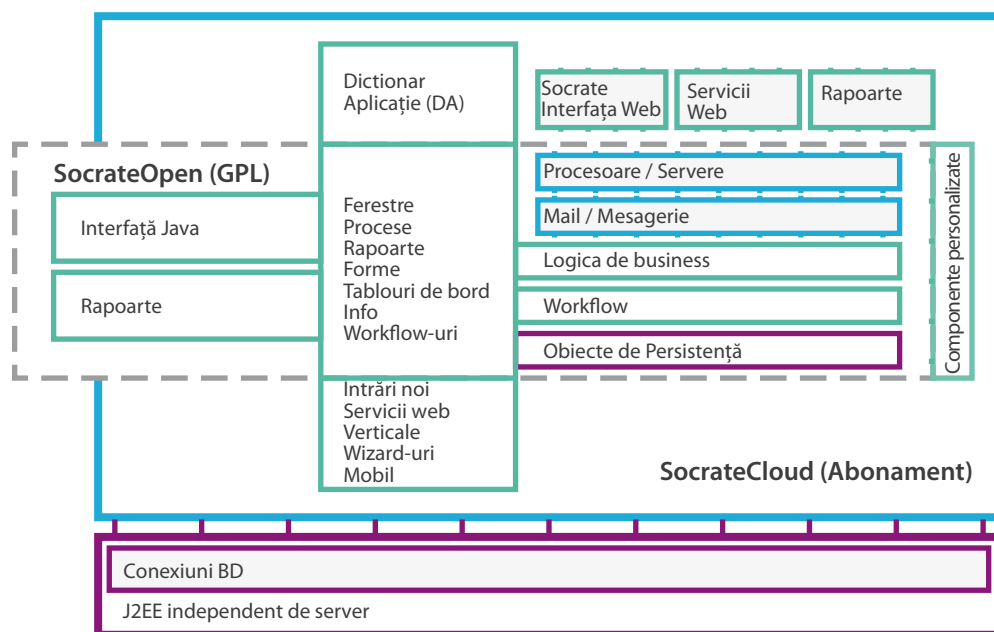 Dictionar
Aplicație (DA)
Socrate
Interfața Web
Servicii
Web
Rapoarte
SocrateOpen (GPL)
Interfață Java
Rapoarte
Ferestre
Procese
Rapoarte
Forme
Tablouri de bord
Info
Workflow-uri
Procesoare / Servere
Mail / Mesagerie
Logica de business
Workflow
Obiecte de Persistență
Componente personalizate
Intrări noi
Servicii web
Verticale
Wizard-uri
Mobil
SocrateCloud (Abonament)
Conexiuni BD
J2EE independent de server